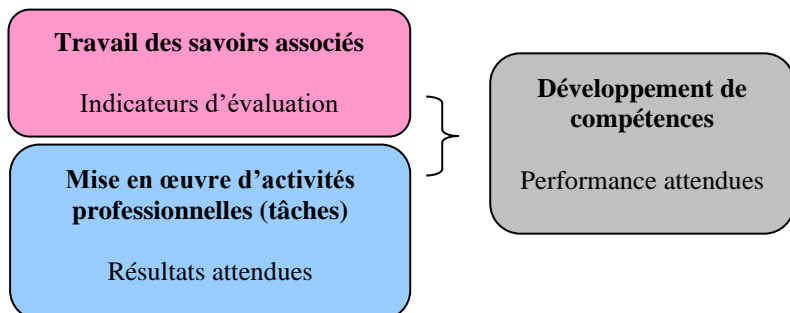 Travail des savoirs associés
Indicateurs d’évaluation
Mise en œuvre d’activités
professionnelles (tâches)
Résultats attendues
Développement de
compétences
Performance attendues